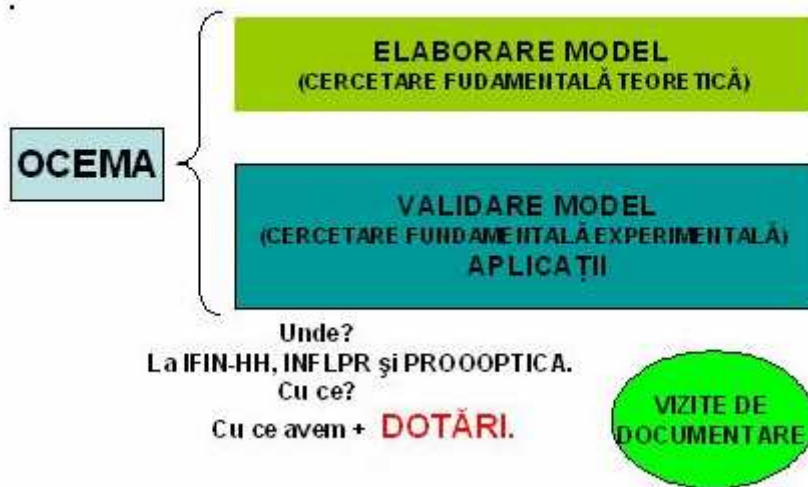 ELABORARE MODEL
(CERCETARE FUDAMENTALĂ TEORETICĂ)
OCEMA
VALIDARE MODEL
(CERCETARE FUNDAMENTALĂ EXPERIMENTALĂ)
APLICAȚII
Unde?
La IFIN-HH, INFLPR şi PROOOPTICA.
Cu ce?
Cu ce avem + DOTĂRI.
VIZITE DE
DOCUMENTARE